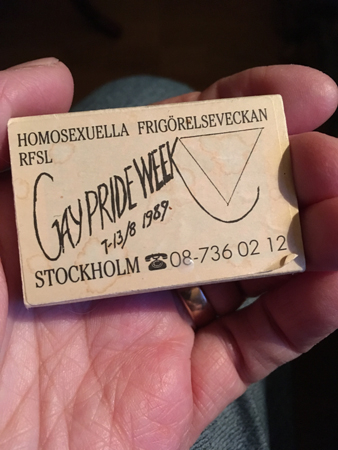 HOMOSEXUELLA FRIGÖRELSEVECKAN
RFSL
GAY PRIDE WEEK
7-13/8 1989.
STOCKHOLM ☎ 08-736 02 12